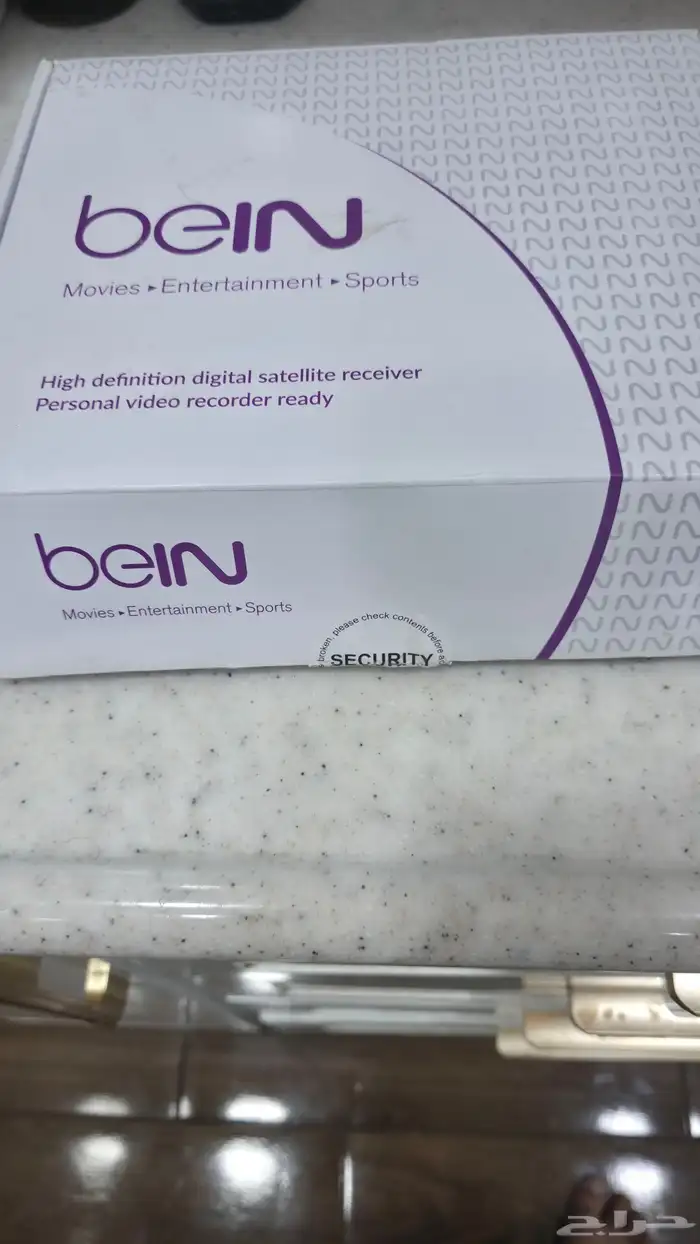 beIN
Movies ▸ Entertainment ▸ Sports
High definition digital satellite receiver
Personal video recorder ready
beIN
Movies ▸ Entertainment ▸ Sports
broken, please check contents before
SECURITY
حراج